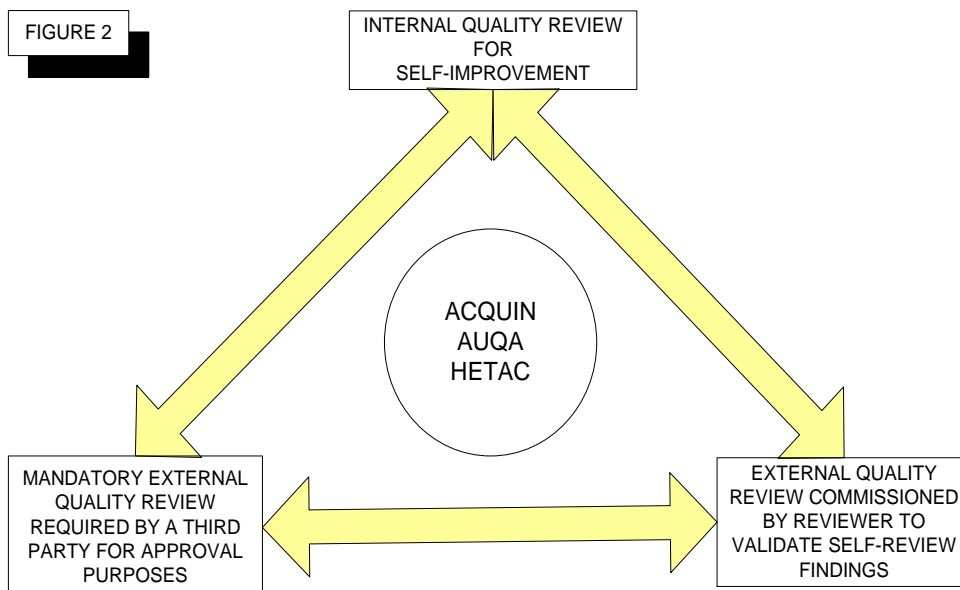 FIGURE 2
INTERNAL QUALITY REVIEW
FOR
SELF-IMPROVEMENT
ACQUIN
AUQA
HETAC
MANDATORY EXTERNAL
QUALITY REVIEW
REQUIRED BY A THIRD
PARTY FOR APPROVAL
PURPOSES
EXTERNAL QUALITY
REVIEW COMMISSIONED
BY REVIEWER TO
VALIDATE SELF-REVIEW
FINDINGS